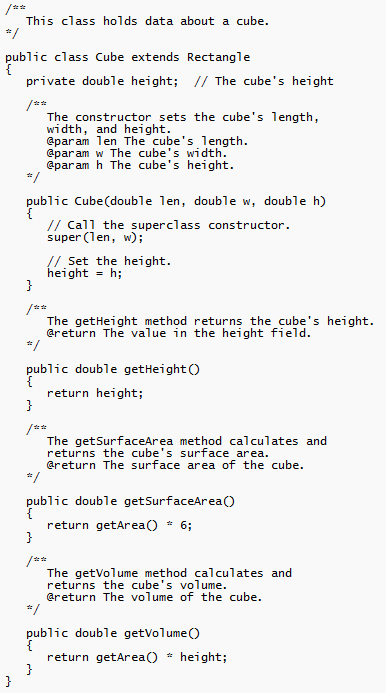 /**
   This class holds data about a cube.
*/
public class Cube extends Rectangle
{
   private double height;  // The cube's height
   /**
      The constructor sets the cube's length,
      width, and height.
      @param len The cube's length.
      @param w The cube's width.
      @param h The cube's height.
   */
   public Cube(double len, double w, double h)
   {
      // Call the superclass constructor.
      super(len, w);
      // Set the height.
      height = h;
   }
   /**
      The getHeight method returns the cube's height.
      @return The value in the height field.
   */
   public double getHeight()
   {
      return height;
   }
   /**
      The getSurfaceArea method calculates and
      returns the cube's surface area.
      @return The surface area of the cube.
   */
   public double getSurfaceArea()
   {
      return getArea() * 6;
   }
   /**
      The getVolume method calculates and
      returns the cube's volume.
      @return The volume of the cube.
   */
   public double getVolume()
   {
      return getArea() * height;
   }
}